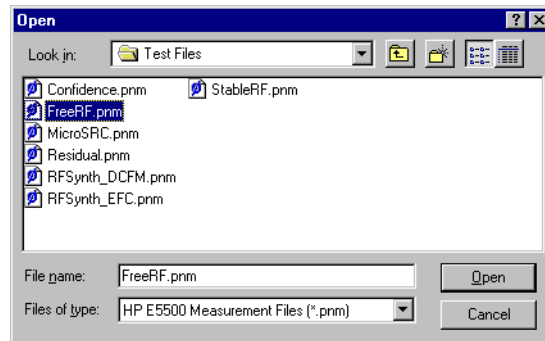 Open
Look in: Test Files
Confidence.pnm StableRF.pnm
FreeRF.pnm
MicroSRC.pnm
Residual.pnm
RFSynth_DCFM.pnm
RFSynth_EFC.pnm
File name: FreeRF.pnm Open
Files of type: HP E5500 Measurement Files (*.pnm) Cancel